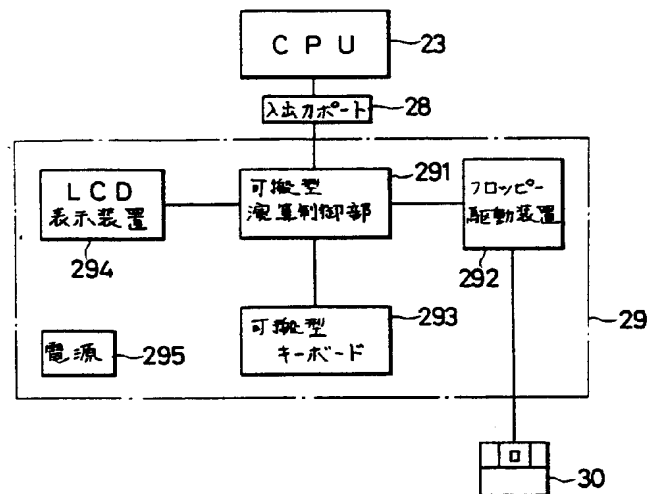 CPU
23
入出力ポート
28
LCD
表示装置
294
可搬型
演算制御部
291
フロッピー
駆動装置
292
可搬型
キーボード
293
電源
295
29
30